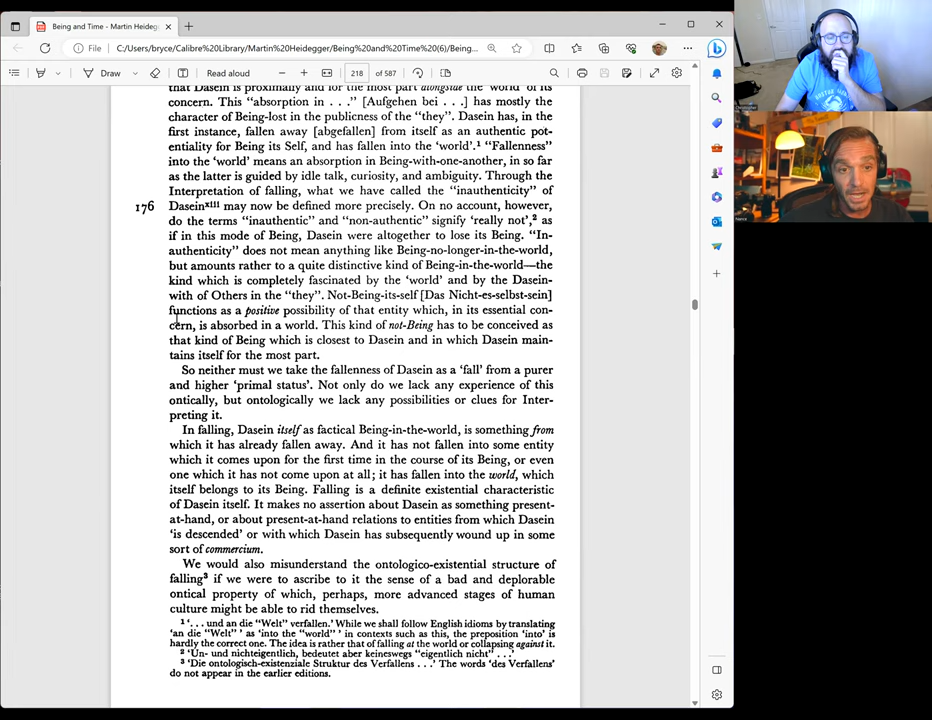 Being and Time - Martin Heideg
File
C:/Users/bryce/Calibre%20Library/Martin%20Heidegger/Being%20and%20Time%20(6)/Being...
Draw
Read aloud
218 of 587
that Dasein is proximally and for the most part alongside the 'world' of its
concern. This "absorption in . . ." [Aufgehen bei . . .] has mostly the
character of Being-lost in the publicness of the "they". Dasein has, in the
first instance, fallen away [abgefallen] from itself as an authentic pot-
entiality for Being its Self, and has fallen into the 'world'.¹ "Fallenness"
into the 'world' means an absorption in Being-with-one-another, in so far
as the latter is guided by idle talk, curiosity, and ambiguity. Through the
Interpretation of falling, what we have called the "inauthenticity" of
176
Daseinˣⁱⁱⁱ may now be defined more precisely. On no account, however,
do the terms "inauthentic" and "non-authentic" signify 'really not',² as
if in this mode of Being, Dasein were altogether to lose its Being. "In-
authenticity" does not mean anything like Being-no-longer-in-the-world,
but amounts rather to a quite distinctive kind of Being-in-the-world—the
kind which is completely fascinated by the 'world' and by the Dasein-
with of Others in the "they". Not-Being-its-self [Das Nicht-es-selbst-sein]
functions as a positive possibility of that entity which, in its essential con-
cern, is absorbed in a world. This kind of not-Being has to be conceived as
that kind of Being which is closest to Dasein and in which Dasein main-
tains itself for the most part.
So neither must we take the fallenness of Dasein as a 'fall' from a purer
and higher 'primal status'. Not only do we lack any experience of this
ontically, but ontologically we lack any possibilities or clues for Inter-
preting it.
In falling, Dasein itself as factical Being-in-the-world, is something from
which it has already fallen away. And it has not fallen into some entity
which it comes upon for the first time in the course of its Being, or even
one which it has not come upon at all; it has fallen into the world, which
itself belongs to its Being. Falling is a definite existential characteristic
of Dasein itself. It makes no assertion about Dasein as something present-
at-hand, or about present-at-hand relations to entities from which Dasein
'is descended' or with which Dasein has subsequently wound up in some
sort of commercium.
We would also misunderstand the ontologico-existential structure of
falling³ if we were to ascribe to it the sense of a bad and deplorable
ontical property of which, perhaps, more advanced stages of human
culture might be able to rid themselves.
¹ '. . . und an die "Welt" verfallen.' While we shall follow English idioms by translating
'an die "Welt" ' as 'into the "world" ' in contexts such as this, the preposition 'into' is
hardly the correct one. The idea is rather that of falling at the world or collapsing against it.
² 'Un- und nichteigentlich, bedeutet aber keineswegs "eigentlich nicht" . . .'
³ 'Die ontologisch-existenziale Struktur des Verfallens . . .' The words 'des Verfallens'
do not appear in the earlier editions.